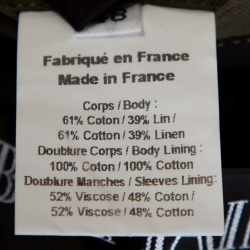 38
Fabriqué en France
Made in France
Corps / Body :
61% Coton / 39% Lin /
61% Cotton / 39% Linen
Doublure Corps / Body Lining :
100% Coton / 100% Cotton
Doublure Manches / Sleeves Lining :
52% Viscose / 48% Coton /
52% Viscose / 48% Cotton